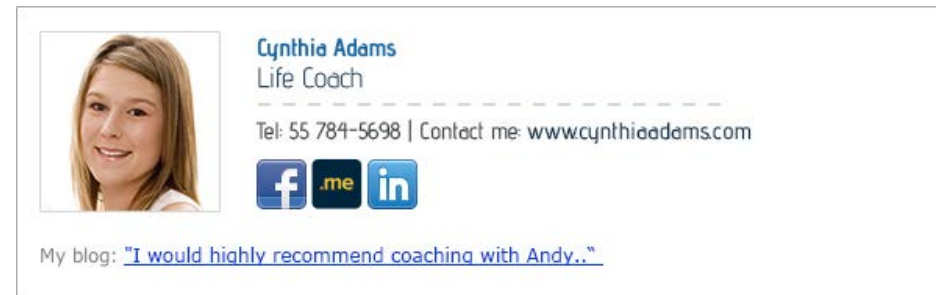 Cynthia Adams
Life Coach
Tel: 55 784-5698 | Contact me: www.cynthiaadams.com
f .me in
My blog: "I would highly recommend coaching with Andy..“